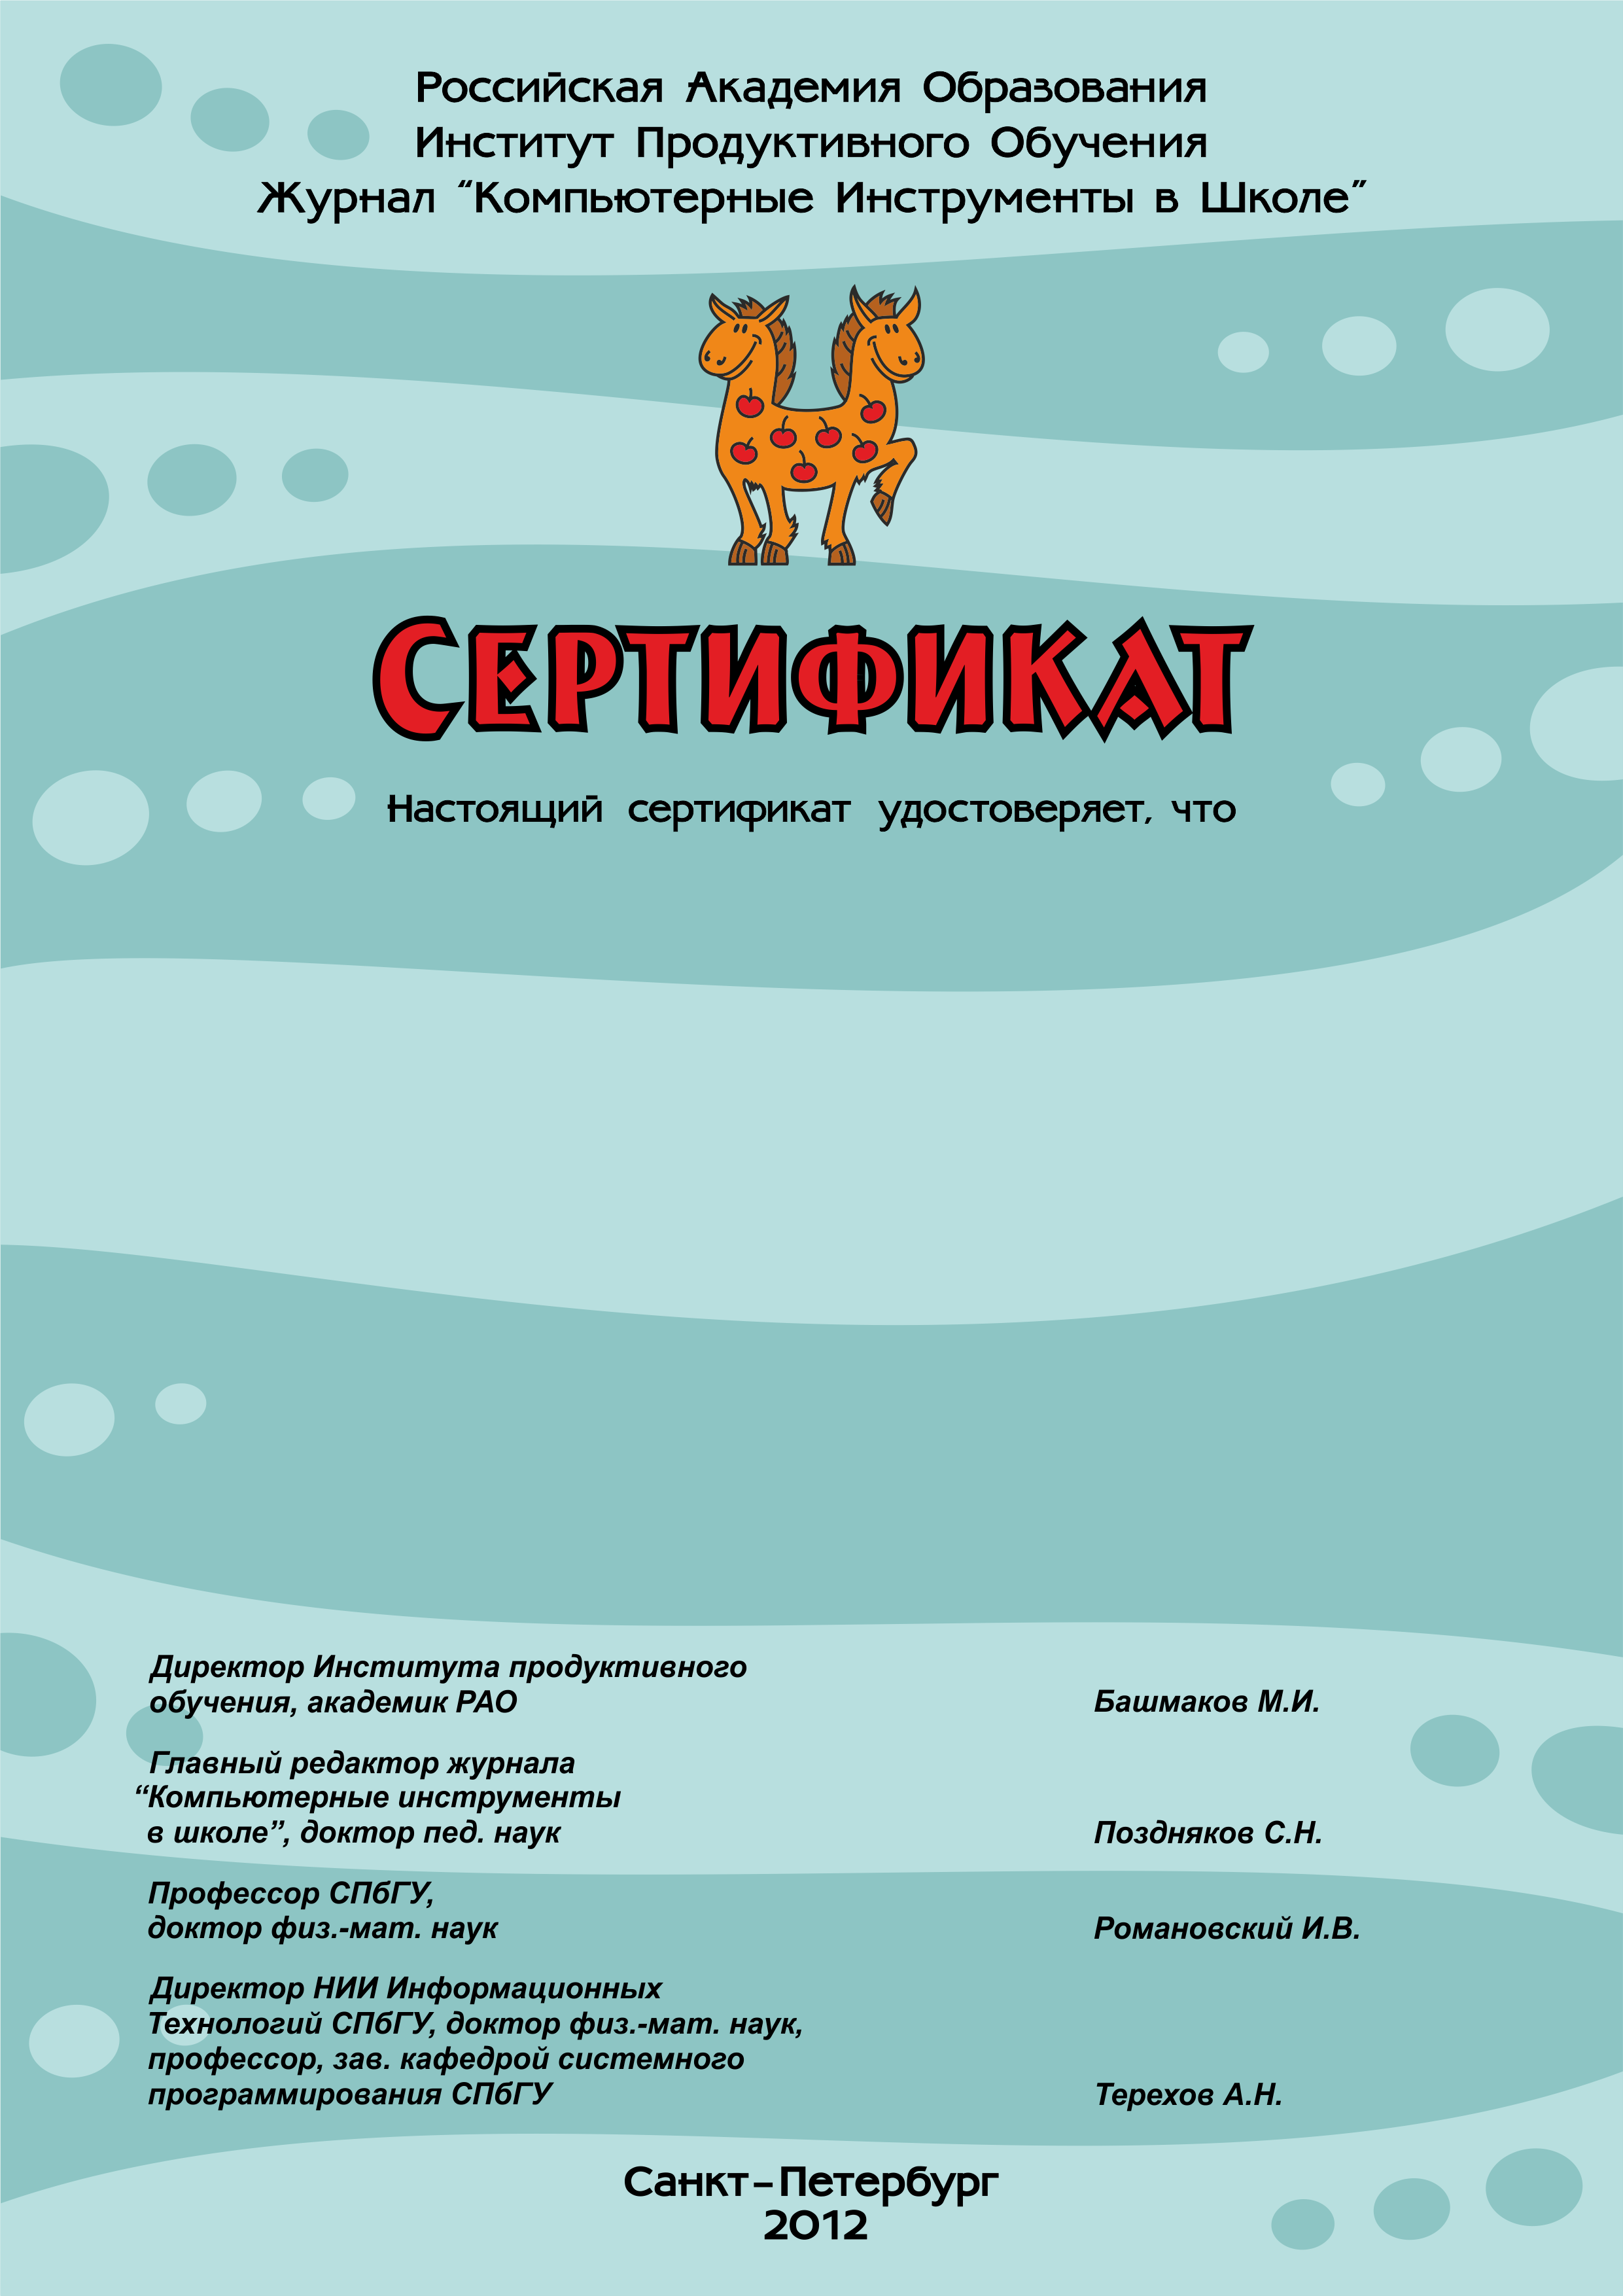 Российская Академия Образования
Институт Продуктивного Обучения
Журнал “Компьютерные Инструменты в Школе”
Сертификат
Настоящий сертификат удостоверяет, что
Директор Института продуктивного
обучения, академик РАО
Башмаков М.И.
Главный редактор журнала
“Компьютерные инструменты
в школе”, доктор пед. наук
Поздняков С.Н.
Профессор СПбГУ,
доктор физ.-мат. наук
Романовский И.В.
Директор НИИ Информационных
Технологий СПбГУ, доктор физ.-мат. наук,
профессор, зав. кафедрой системного
программирования СПбГУ
Терехов А.Н.
Санкт-Петербург
2012